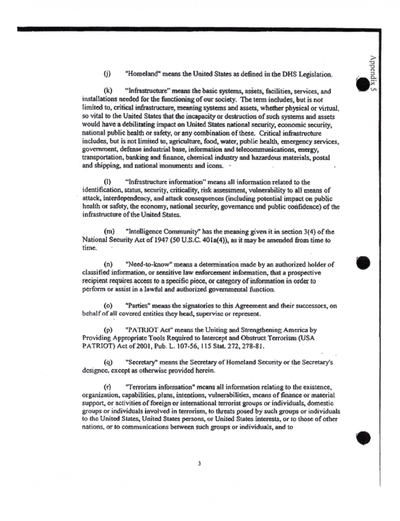 Appendix 5
(j) "Homeland" means the United States as defined in the DHS Legislation.
(k) "Infrastructure" means the basic systems, assets, facilities, services, and
installations needed for the functioning of our society. The term includes, but is not
limited to, critical infrastructure, meaning systems and assets, whether physical or virtual,
so vital to the United States that the incapacity or destruction of such systems and assets
would have a debilitating impact on United States national security, economic security,
national public health or safety, or any combination of these. Critical infrastructure
includes, but is not limited to, agriculture, food, water, public health, emergency services,
government, defense industrial base, information and telecommunications, energy,
transportation, banking and finance, chemical industry and hazardous materials, postal
and shipping, and national monuments and icons.
(l) "Infrastructure information" means all information related to the
identification, status, security, criticality, risk assessment, vulnerability to all means of
attack, interdependency, and attack consequences (including potential impact on public
health or safety, the economy, national security, governance and public confidence) of the
infrastructure of the United States.
(m) "Intelligence Community" has the meaning given it in section 3(4) of the
National Security Act of 1947 (50 U.S.C. 401a(4)), as it may be amended from time to
time.
(n) "Need-to-know" means a determination made by an authorized holder of
classified information, or sensitive law enforcement information, that a prospective
recipient requires access to a specific piece, or category of information in order to
perform or assist in a lawful and authorized governmental function.
(o) "Parties" means the signatories to this Agreement and their successors, on
behalf of all covered entities they head, supervise or represent.
(p) "PATRIOT Act" means the Uniting and Strengthening America by
Providing Appropriate Tools Required to Intercept and Obstruct Terrorism (USA
PATRIOT) Act of 2001, Pub. L. 107-56, 115 Stat. 272, 278-81.
(q) "Secretary" means the Secretary of Homeland Security or the Secretary's
designee, except as otherwise provided herein.
(r) "Terrorism information" means all information relating to the existence,
organization, capabilities, plans, intentions, vulnerabilities, means of finance or material
support, or activities of foreign or international terrorist groups or individuals, domestic
groups or individuals involved in terrorism, to threats posed by such groups or individuals
to the United States, United States persons, or United States interests, or to those of other
nations, or to communications between such groups or individuals, and to
3